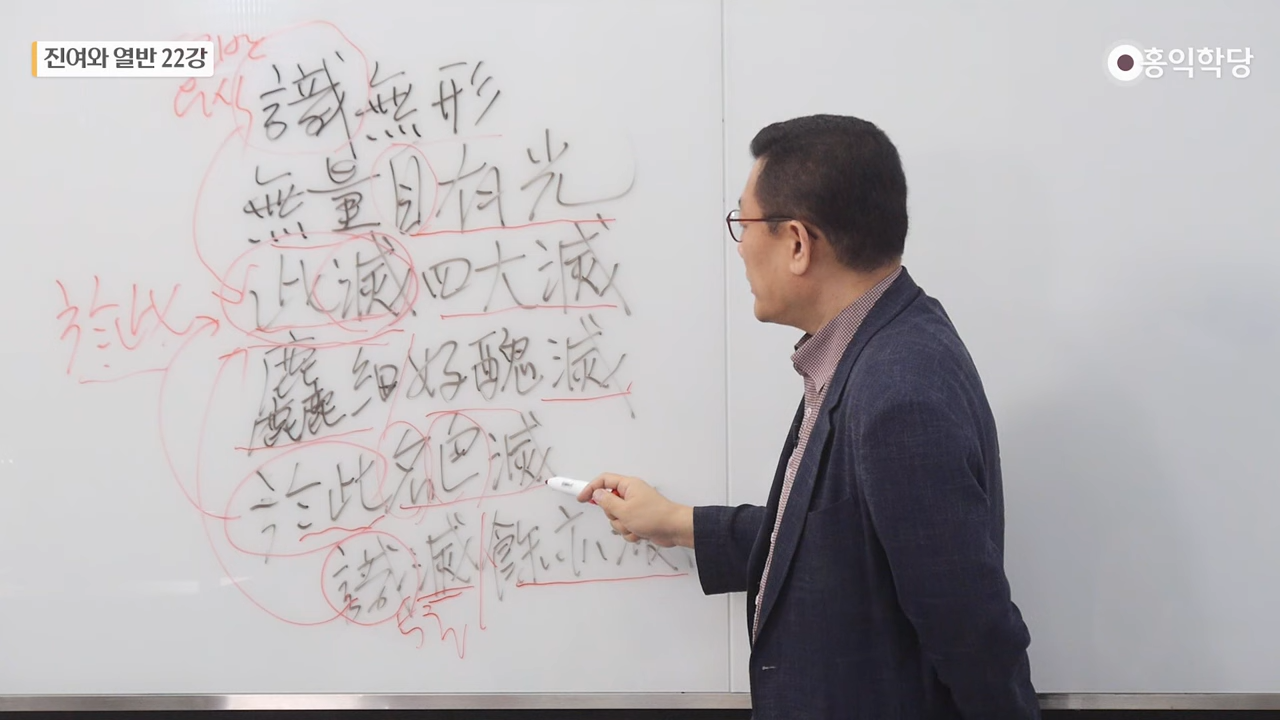 진여와 열반 22강
홍익학당
識無形
無量自有光
此滅四大滅
麤細好醜滅
於此名色滅
識滅餘亦滅
於此